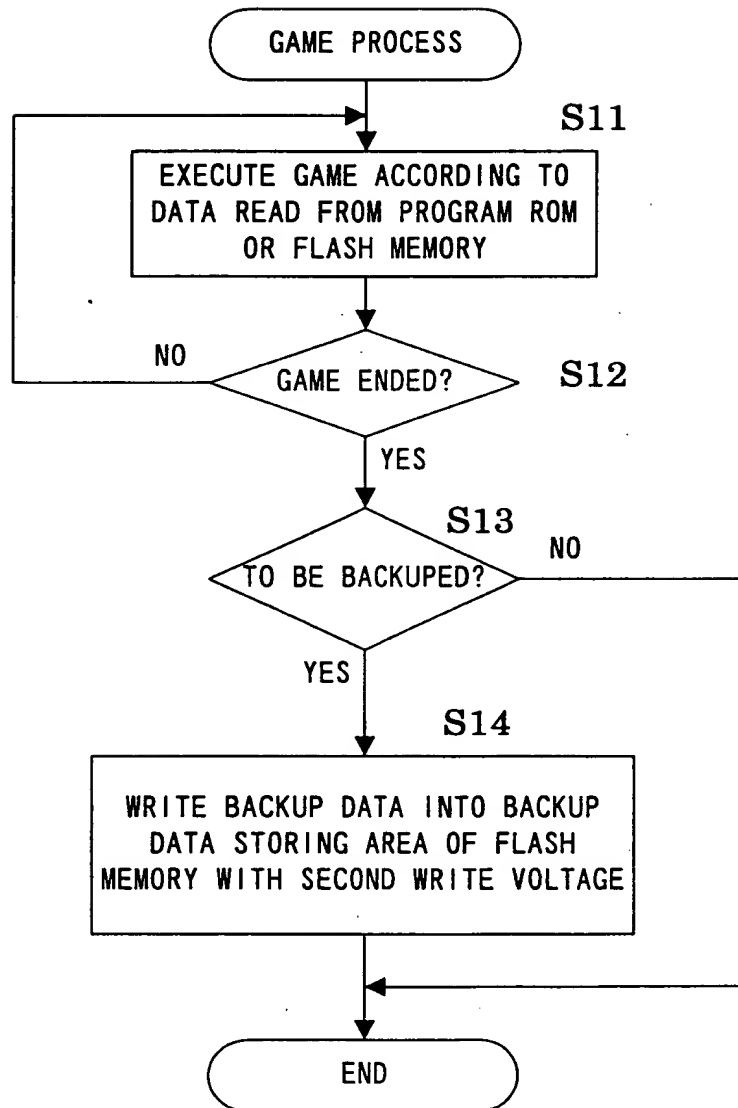 GAME PROCESS
S11
EXECUTE GAME ACCORDING TO
DATA READ FROM PROGRAM ROM
OR FLASH MEMORY
NO
GAME ENDED?
S12
YES
S13
NO
TO BE BACKUPED?
YES
S14
WRITE BACKUP DATA INTO BACKUP
DATA STORING AREA OF FLASH
MEMORY WITH SECOND WRITE VOLTAGE
END